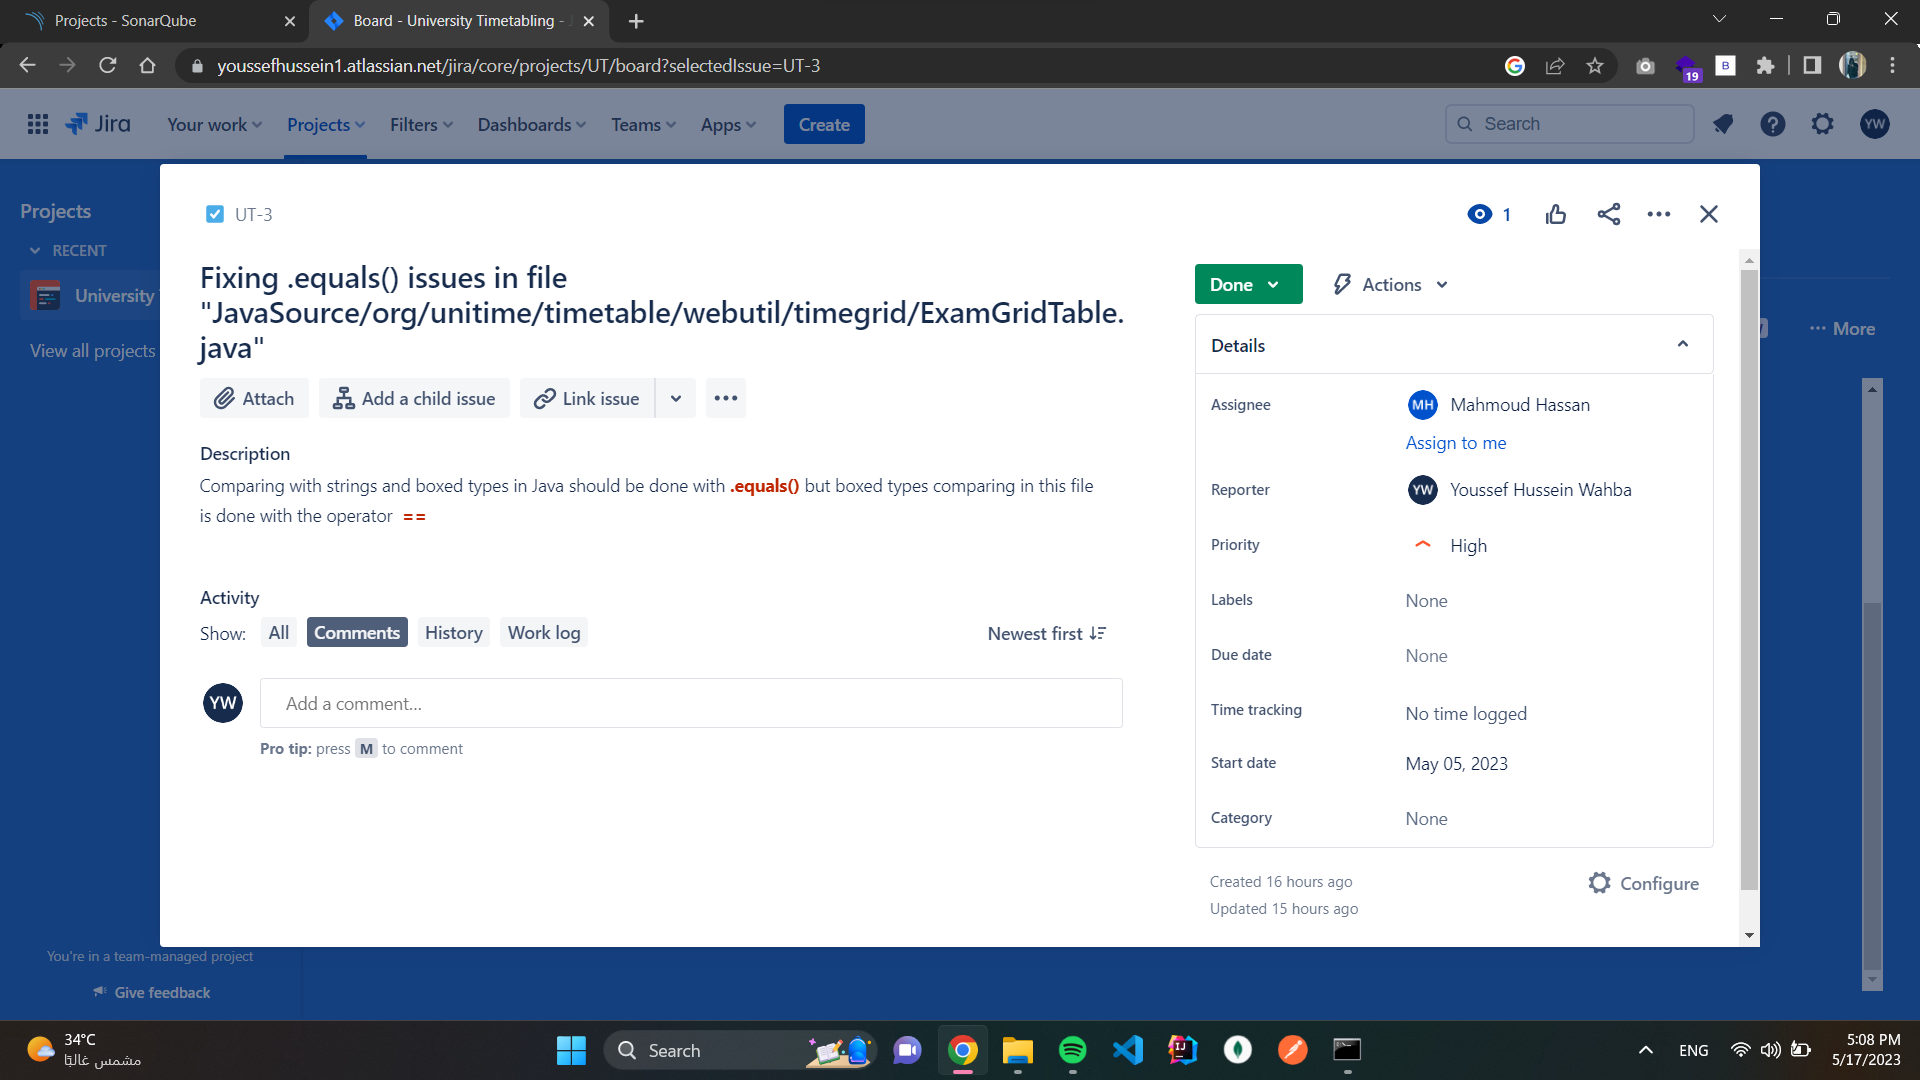 Projects - SonarQube
Board - University Timetabling -
youssefhussein1.atlassian.net/jira/core/projects/UT/board?selectedIssue=UT-3
19
B
Jira
Your work
Projects
Filters
Dashboards
Teams
Apps
Create
Search
YW
Projects
RECENT
University
View all projects
More
UT-3
1
Fixing .equals() issues in file
"JavaSource/org/unitime/timetable/webutil/timegrid/ExamGridTable.
java"
Attach
Add a child issue
Link issue
Description
Comparing with strings and boxed types in Java should be done with .equals() but boxed types comparing in this file
is done with the operator ==
Activity
Show:
All
Comments
History
Work log
Newest first
YW
Add a comment...
Pro tip: press M to comment
Done
Actions
Details
Assignee
MH Mahmoud Hassan
Assign to me
Reporter
YW Youssef Hussein Wahba
Priority
High
Labels
None
Due date
None
Time tracking
No time logged
Start date
May 05, 2023
Category
None
Created 16 hours ago
Updated 15 hours ago
Configure
You're in a team-managed project
Give feedback
34°C
مشمس غالبًا
Search
IJ
ENG
5:08 PM
5/17/2023